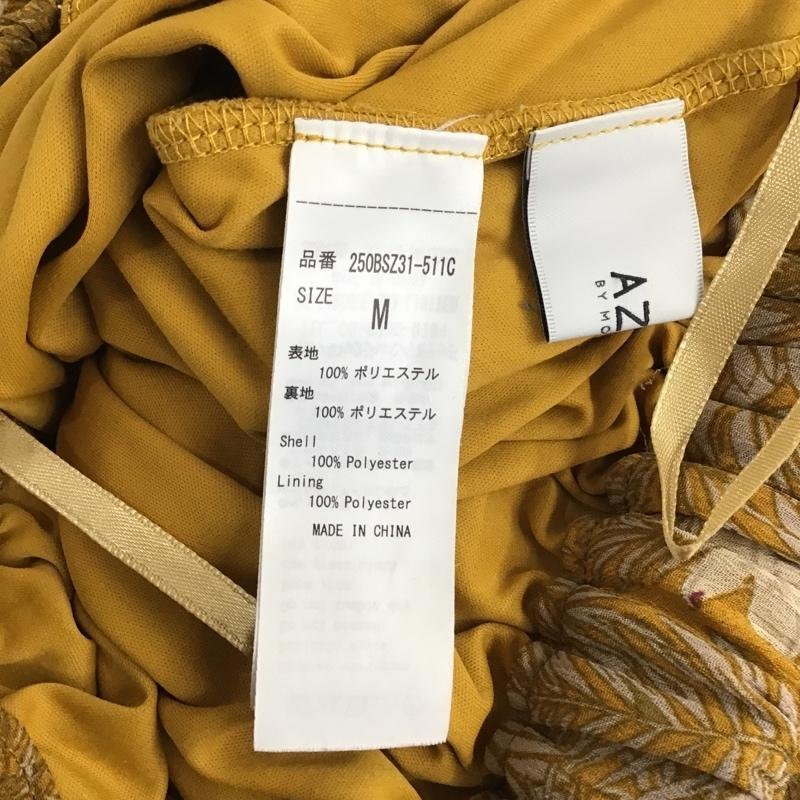 品番 250BSZ31-511C
SIZE M
表地
100% ポリエステル
裏地
100% ポリエステル
Shell
100% Polyester
Lining
100% Polyester
MADE IN CHINA
AZ
BY MO